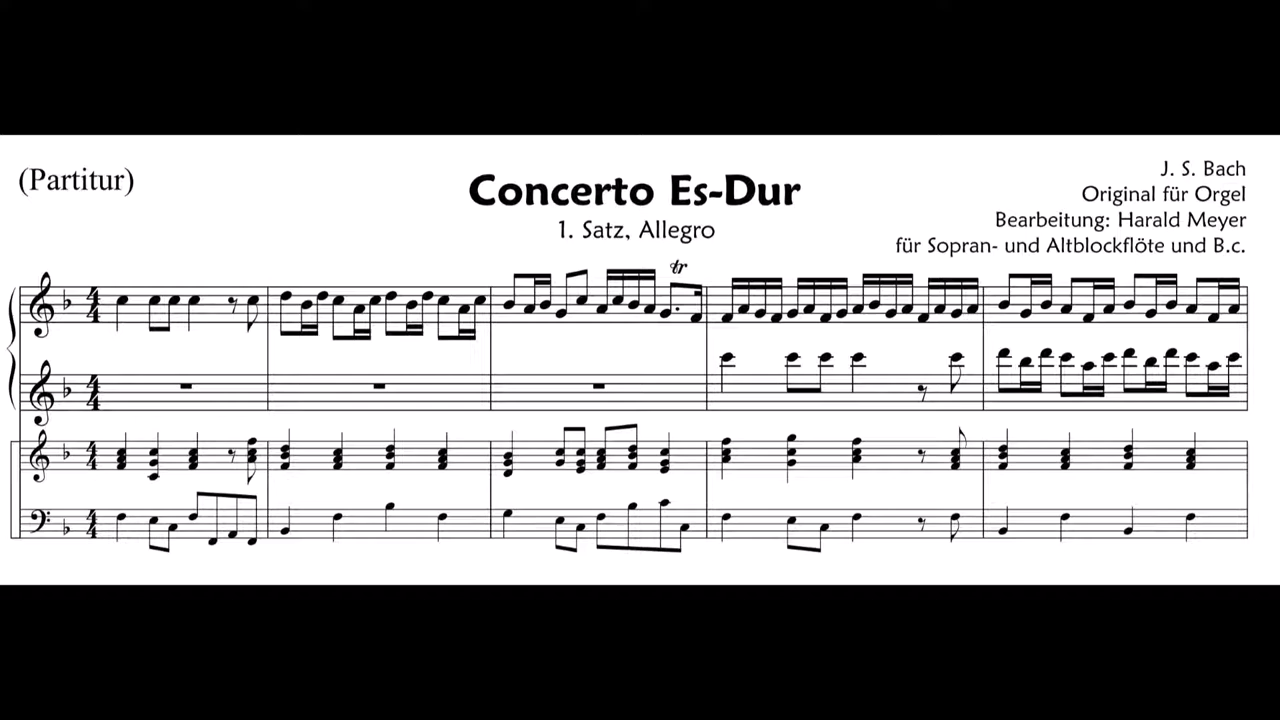 (Partitur)
Concerto Es-Dur
1. Satz, Allegro
J. S. Bach
Original für Orgel
Bearbeitung: Harald Meyer
für Sopran- und Altblockflöte und B.c.
tr